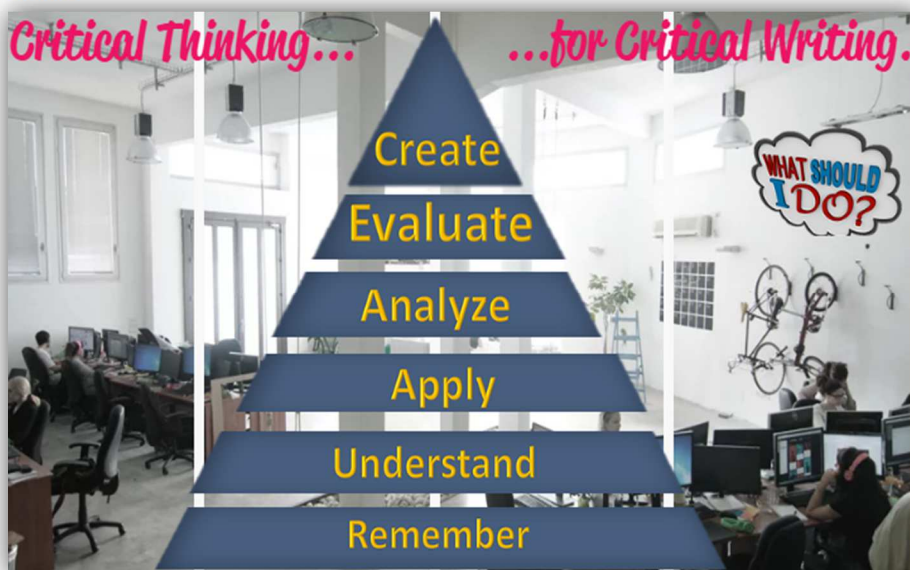 Critical Thinking...
...for Critical Writing.
Create
WHAT SHOULD
I DO?
Evaluate
Analyze
Apply
Understand
Remember